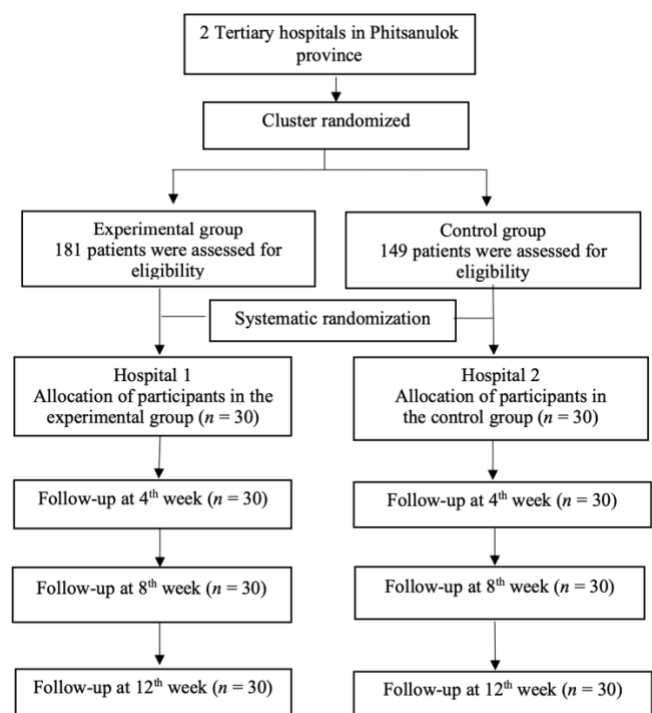 2 Tertiary hospitals in Phitsanulok
province
Cluster randomized
Experimental group
181 patients were assessed for
eligibility
Control group
149 patients were assessed for
eligibility
Systematic randomization
Hospital 1
Allocation of participants in the
experimental group (n = 30)
Hospital 2
Allocation of participants in
the control group (n = 30)
Follow-up at 4th week (n = 30)
Follow-up at 4th week (n = 30)
Follow-up at 8th week (n = 30)
Follow-up at 8th week (n = 30)
Follow-up at 12th week (n = 30)
Follow-up at 12th week (n = 30)